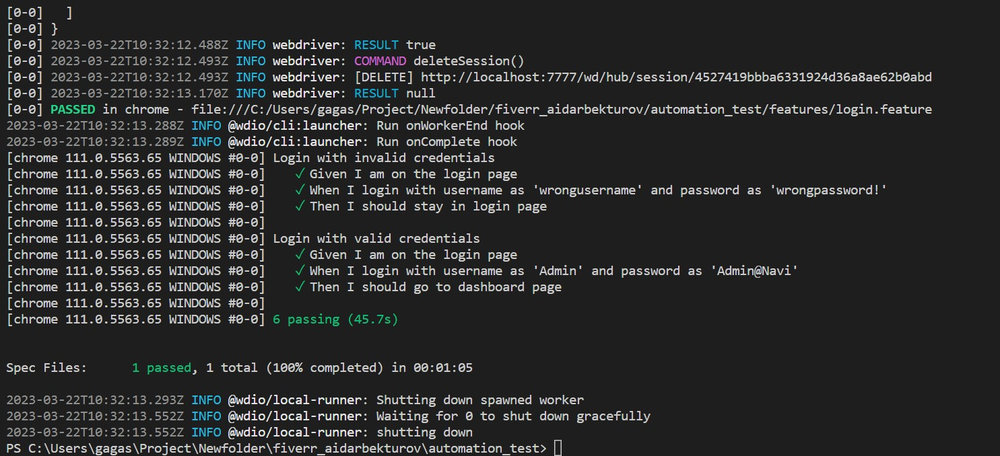 [0-0]   ]
[0-0] }
[0-0] 2023-03-22T10:32:12.488Z INFO webdriver: RESULT true
[0-0] 2023-03-22T10:32:12.493Z INFO webdriver: COMMAND deleteSession()
[0-0] 2023-03-22T10:32:12.493Z INFO webdriver: [DELETE] http://localhost:7777/wd/hub/session/4527419bbba6331924d36a8ae62b0abd
[0-0] 2023-03-22T10:32:13.170Z INFO webdriver: RESULT null
[0-0] PASSED in chrome - file:///C:/Users/gagas/Project/Newfolder/fiverr_aidarbekturov/automation_test/features/login.feature
2023-03-22T10:32:13.288Z INFO @wdio/cli:launcher: Run onWorkerEnd hook
2023-03-22T10:32:13.289Z INFO @wdio/cli:launcher: Run onComplete hook
[chrome 111.0.5563.65 WINDOWS #0-0] Login with invalid credentials
[chrome 111.0.5563.65 WINDOWS #0-0]    ✓ Given I am on the login page
[chrome 111.0.5563.65 WINDOWS #0-0]    ✓ When I login with username as 'wrongusername' and password as 'wrongpassword!'
[chrome 111.0.5563.65 WINDOWS #0-0]    ✓ Then I should stay in login page
[chrome 111.0.5563.65 WINDOWS #0-0]
[chrome 111.0.5563.65 WINDOWS #0-0] Login with valid credentials
[chrome 111.0.5563.65 WINDOWS #0-0]    ✓ Given I am on the login page
[chrome 111.0.5563.65 WINDOWS #0-0]    ✓ When I login with username as 'Admin' and password as 'Admin@Navi'
[chrome 111.0.5563.65 WINDOWS #0-0]    ✓ Then I should go to dashboard page
[chrome 111.0.5563.65 WINDOWS #0-0]
[chrome 111.0.5563.65 WINDOWS #0-0] 6 passing (45.7s)
Spec Files:      1 passed, 1 total (100% completed) in 00:01:05
2023-03-22T10:32:13.293Z INFO @wdio/local-runner: Shutting down spawned worker
2023-03-22T10:32:13.552Z INFO @wdio/local-runner: Waiting for 0 to shut down gracefully
2023-03-22T10:32:13.552Z INFO @wdio/local-runner: shutting down
PS C:\Users\gagas\Project\Newfolder\fiverr_aidarbekturov\automation_test>